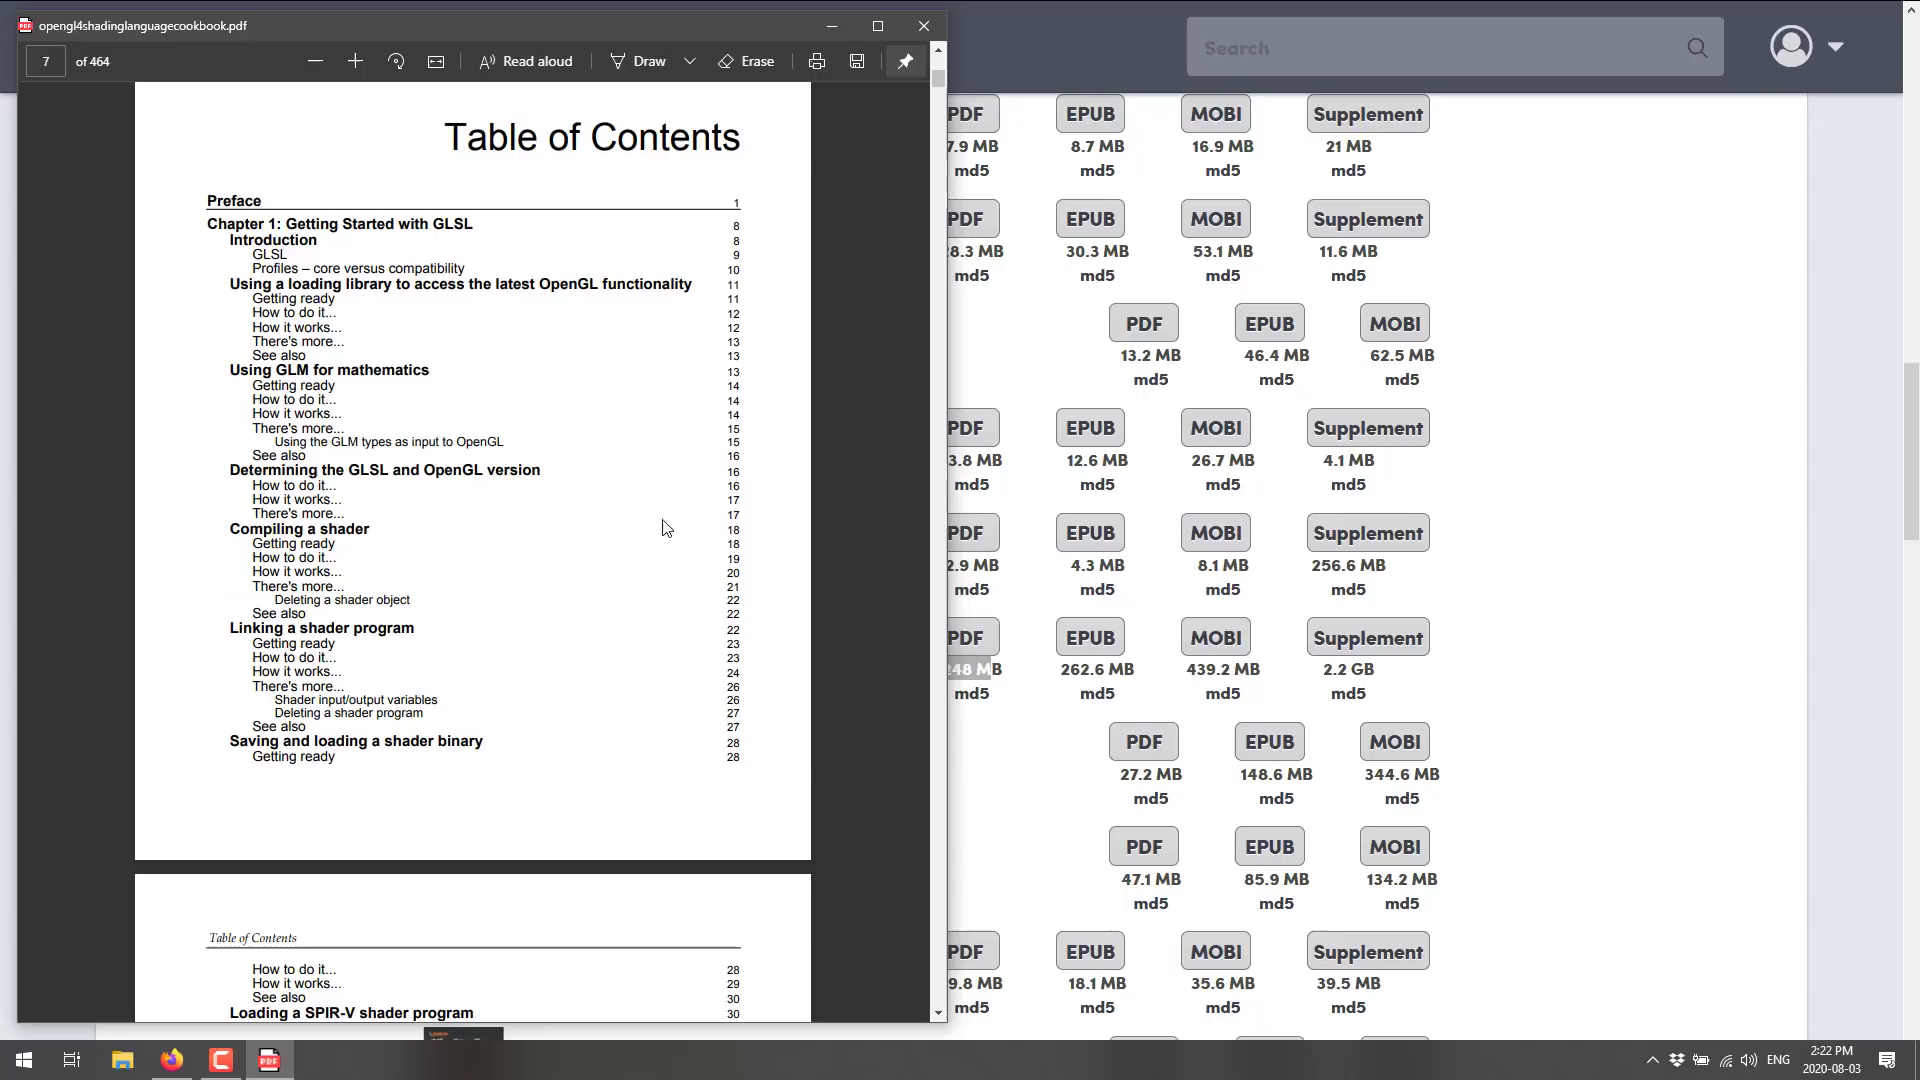 opengl4shadinglanguagecookbook.pdf
7 of 464
Read aloud Draw Erase
Table of Contents
Preface 1
Chapter 1: Getting Started with GLSL 8
Introduction 8
GLSL 9
Profiles – core versus compatibility 10
Using a loading library to access the latest OpenGL functionality 11
Getting ready 11
How to do it... 12
How it works... 12
There's more... 13
See also 13
Using GLM for mathematics 13
Getting ready 14
How to do it... 14
How it works... 14
There's more... 15
Using the GLM types as input to OpenGL 15
See also 16
Determining the GLSL and OpenGL version 16
How to do it... 16
How it works... 17
There's more... 17
Compiling a shader 18
Getting ready 18
How to do it... 19
How it works... 20
There's more... 21
Deleting a shader object 22
See also 22
Linking a shader program 22
Getting ready 23
How to do it... 23
How it works... 24
There's more... 26
Shader input/output variables 26
Deleting a shader program 27
See also 27
Saving and loading a shader binary 28
Getting ready 28
Table of Contents
How to do it... 28
How it works... 29
See also 30
Loading a SPIR-V shader program 30
Search
PDF EPUB MOBI Supplement
7.9 MB 8.7 MB 16.9 MB 21 MB
md5 md5 md5 md5
PDF EPUB MOBI Supplement
8.3 MB 30.3 MB 53.1 MB 11.6 MB
md5 md5 md5 md5
PDF EPUB MOBI
13.2 MB 46.4 MB 62.5 MB
md5 md5 md5
PDF EPUB MOBI Supplement
3.8 MB 12.6 MB 26.7 MB 4.1 MB
md5 md5 md5 md5
PDF EPUB MOBI Supplement
2.9 MB 4.3 MB 8.1 MB 256.6 MB
md5 md5 md5 md5
PDF EPUB MOBI Supplement
248 MB 262.6 MB 439.2 MB 2.2 GB
md5 md5 md5 md5
PDF EPUB MOBI
27.2 MB 148.6 MB 344.6 MB
md5 md5 md5
PDF EPUB MOBI
47.1 MB 85.9 MB 134.2 MB
md5 md5 md5
PDF EPUB MOBI Supplement
9.8 MB 18.1 MB 35.6 MB 39.5 MB
md5 md5 md5 md5
PDF
ENG
2:22 PM
2020-08-03